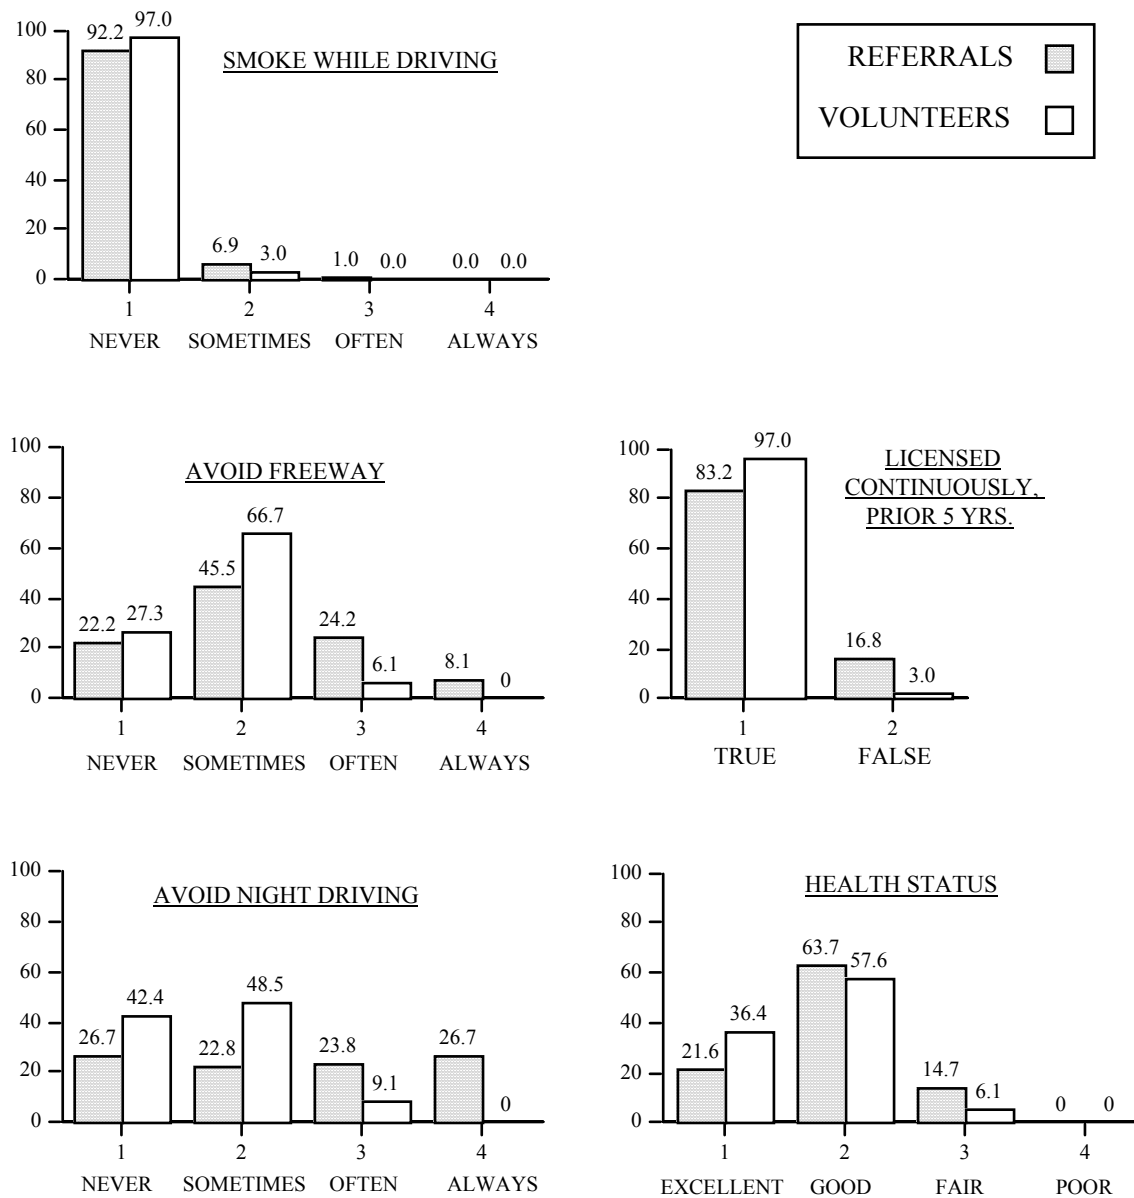 SMOKE WHILE DRIVING
100
80
60
40
20
0
92.2 97.0
6.9 3.0
1.0 0.0
0.0 0.0
1 2 3 4
NEVER SOMETIMES OFTEN ALWAYS
REFERRALS
VOLUNTEERS
AVOID FREEWAY
100
80
60
40
20
0
22.2 27.3
45.5 66.7
24.2 6.1
8.1 0
1 2 3 4
NEVER SOMETIMES OFTEN ALWAYS
LICENSED
CONTINUOUSLY,
PRIOR 5 YRS.
100
80
60
40
20
0
83.2 97.0
16.8 3.0
1 2
TRUE FALSE
AVOID NIGHT DRIVING
100
80
60
40
20
0
26.7 42.4
22.8 48.5
23.8 9.1
26.7 0
1 2 3 4
NEVER SOMETIMES OFTEN ALWAYS
HEALTH STATUS
100
80
60
40
20
0
21.6 36.4
63.7 57.6
14.7 6.1
0 0
1 2 3 4
EXCELLENT GOOD FAIR POOR